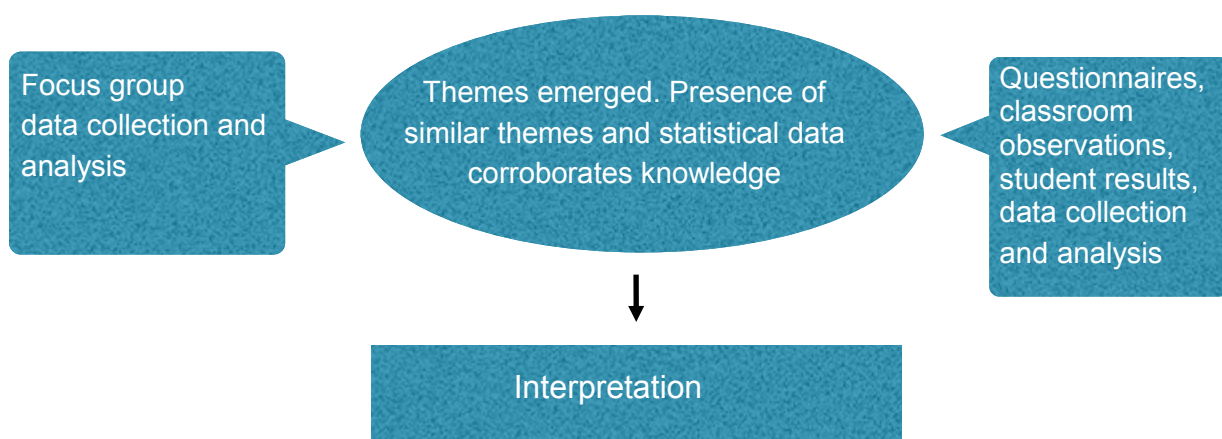 Focus group
data collection and
analysis
Themes emerged. Presence of
similar themes and statistical data
corroborates knowledge
Questionnaires,
classroom
observations,
student results,
data collection
and analysis
Interpretation